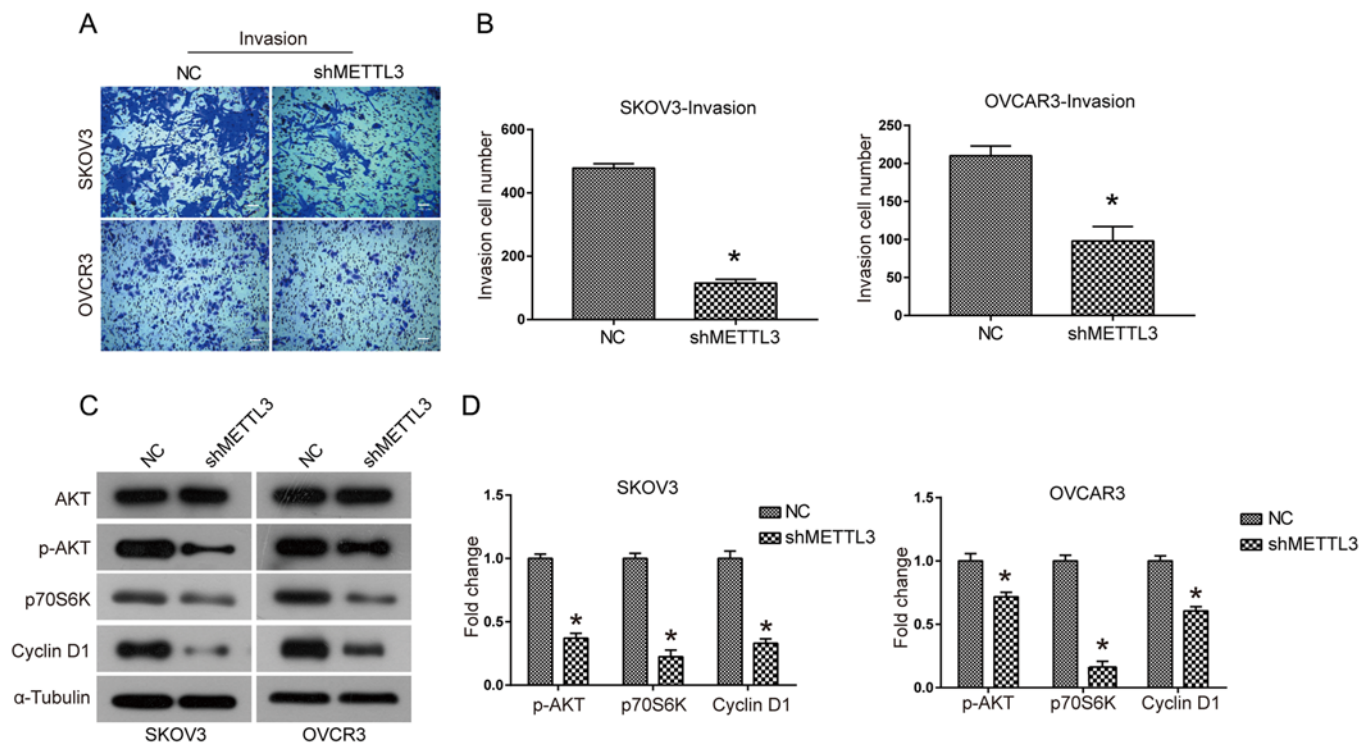 A
Invasion
NC shMETTL3
SKOV3
OVCR3
B
SKOV3-Invasion
Invasion cell number
600
400
200
0
NC shMETTL3
*
OVCAR3-Invasion
Invasion cell number
250
200
150
100
50
0
NC shMETTL3
*
C
NC shMETTL3 NC shMETTL3
AKT
p-AKT
p70S6K
Cyclin D1
α-Tubulin
SKOV3 OVCR3
D
SKOV3
Fold change
1.5
1.0
0.5
0.0
NC
shMETTL3
* * *
p-AKT p70S6K Cyclin D1
OVCAR3
Fold change
1.5
1.0
0.5
0.0
NC
shMETTL3
* * *
p-AKT p70S6K Cyclin D1